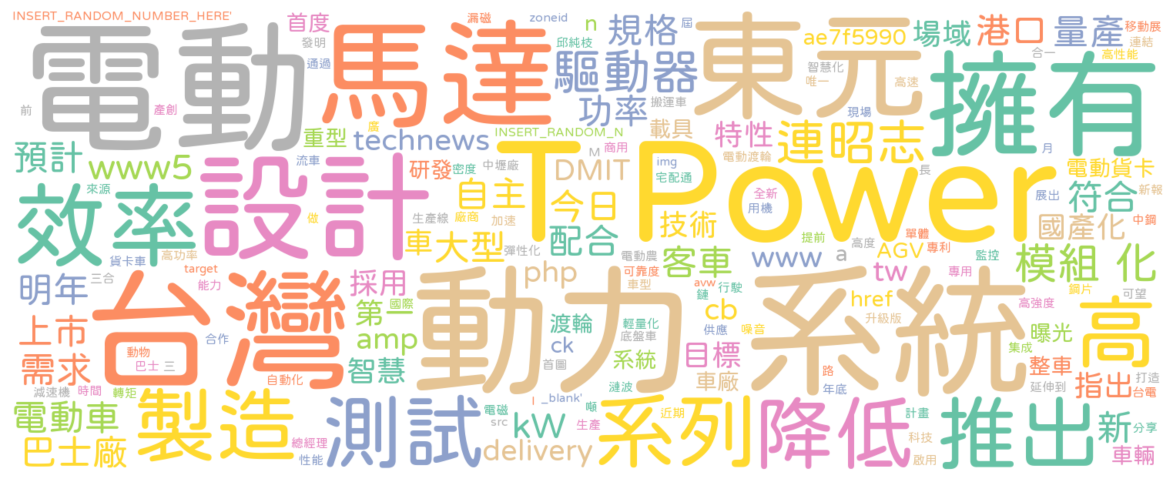 INSERT_RANDOM_NUMBER_HERE'
電動
馬達
東元
擁有
首度
發明
通過
漏磁
zoneid
邱純枝
n
規格
屆
驅動器
功率
搬運車
ae7f5990
智慧化
唯一
高速
場域
港口
量產
合一
移動展
連結
高性能
前
產創
重型
technews
INSERT_RANDOM_N
載具
特性
連昭志
現場
月
預計
www5
來源
流車
研發
密度
中壢廠
M
商用
DMIT
img
宅配通
電動渡輪
長
電動貨卡
效率
設計
T Power
自主
今日
技術
全新
用機
展出
符合
新報
做
生產線
廠商
加速
車
大型
配合
彈性化
國產化
中鋼
貨卡車
高功率
三合
target
能力
採用
php
電動農
可靠度
車型
客車
www
a
提前
高度
單體
專利
AGV
tw
監控
專用
模組
化
鋼片
可望
明年
台灣
動力
系統
第一
國際
amp
渡輪
輕量化
底盤車
鏈
avw
行駛
cb
供應
噪音
href
升級版
高強度
高
上市
合作
需求
動物
巴士
三
自動化
智慧
ck
首圖
系統
漣波
目標
車廠
路
年底
曝光
集成
整車
延伸到
指出
打造
台電
減速機
時間
轉矩
電動車
巴士廠
製造
總經理
性能
測試
電磁
src
_blank'
kW
噸
生產
delivery
近期
系列
降低
計畫
科技
啟用
推出
新
分享
車輛